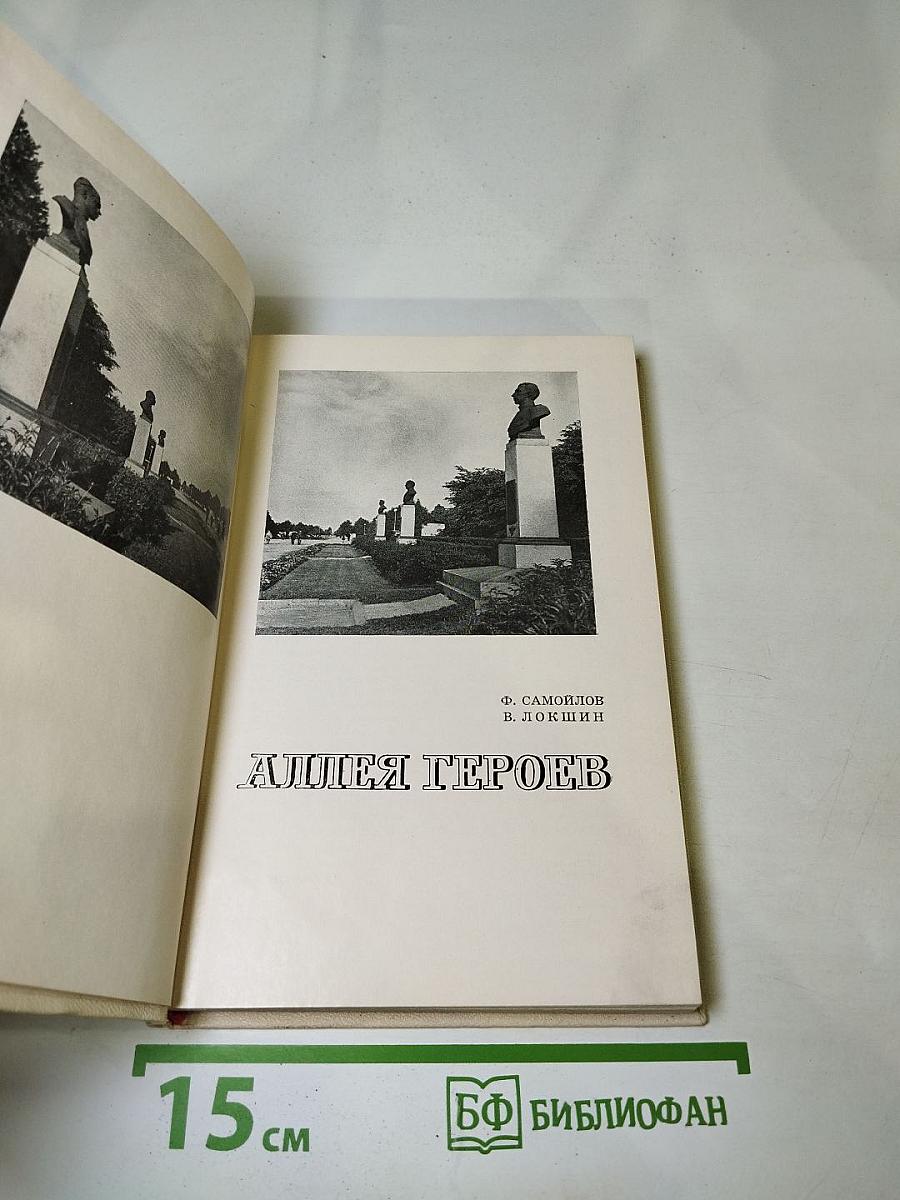 Ф. САМОЙЛОВ
В. ЛОКШИН
АЛЛЕЯ ГЕРОЕВ
15 см
БФ БИБЛИОФАН